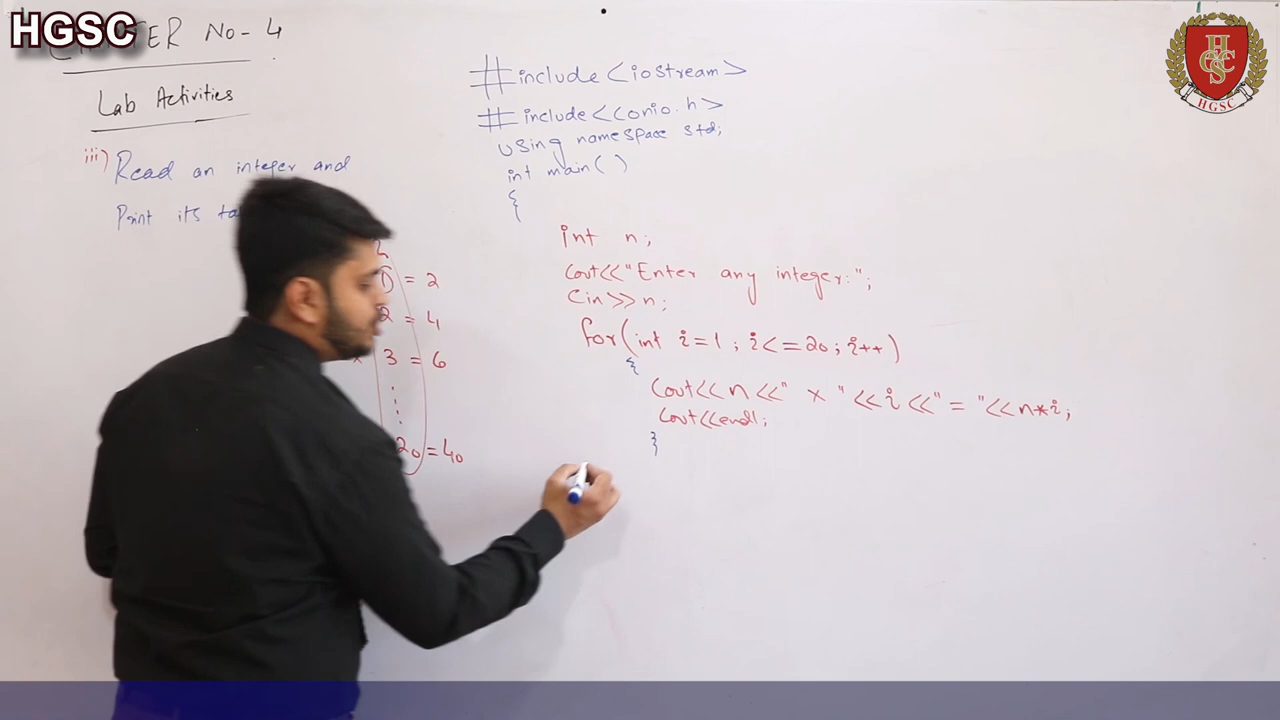 HGSC
No-4
Lab Activities
iii) Read an integer and
Print its
= 2
2 = 4
x 3 = 6
20 = 40
#include <iostream>
#include <conio.h>
using namespace std;
int main( )
{
int n;
cout<<"Enter any integer:";
cin>>n;
for(int i=1; i<=20; i++)
{
cout<<n<<" x "<<i<<" = "<<n*i;
cout<<endl;
}
HGSC
HGSC